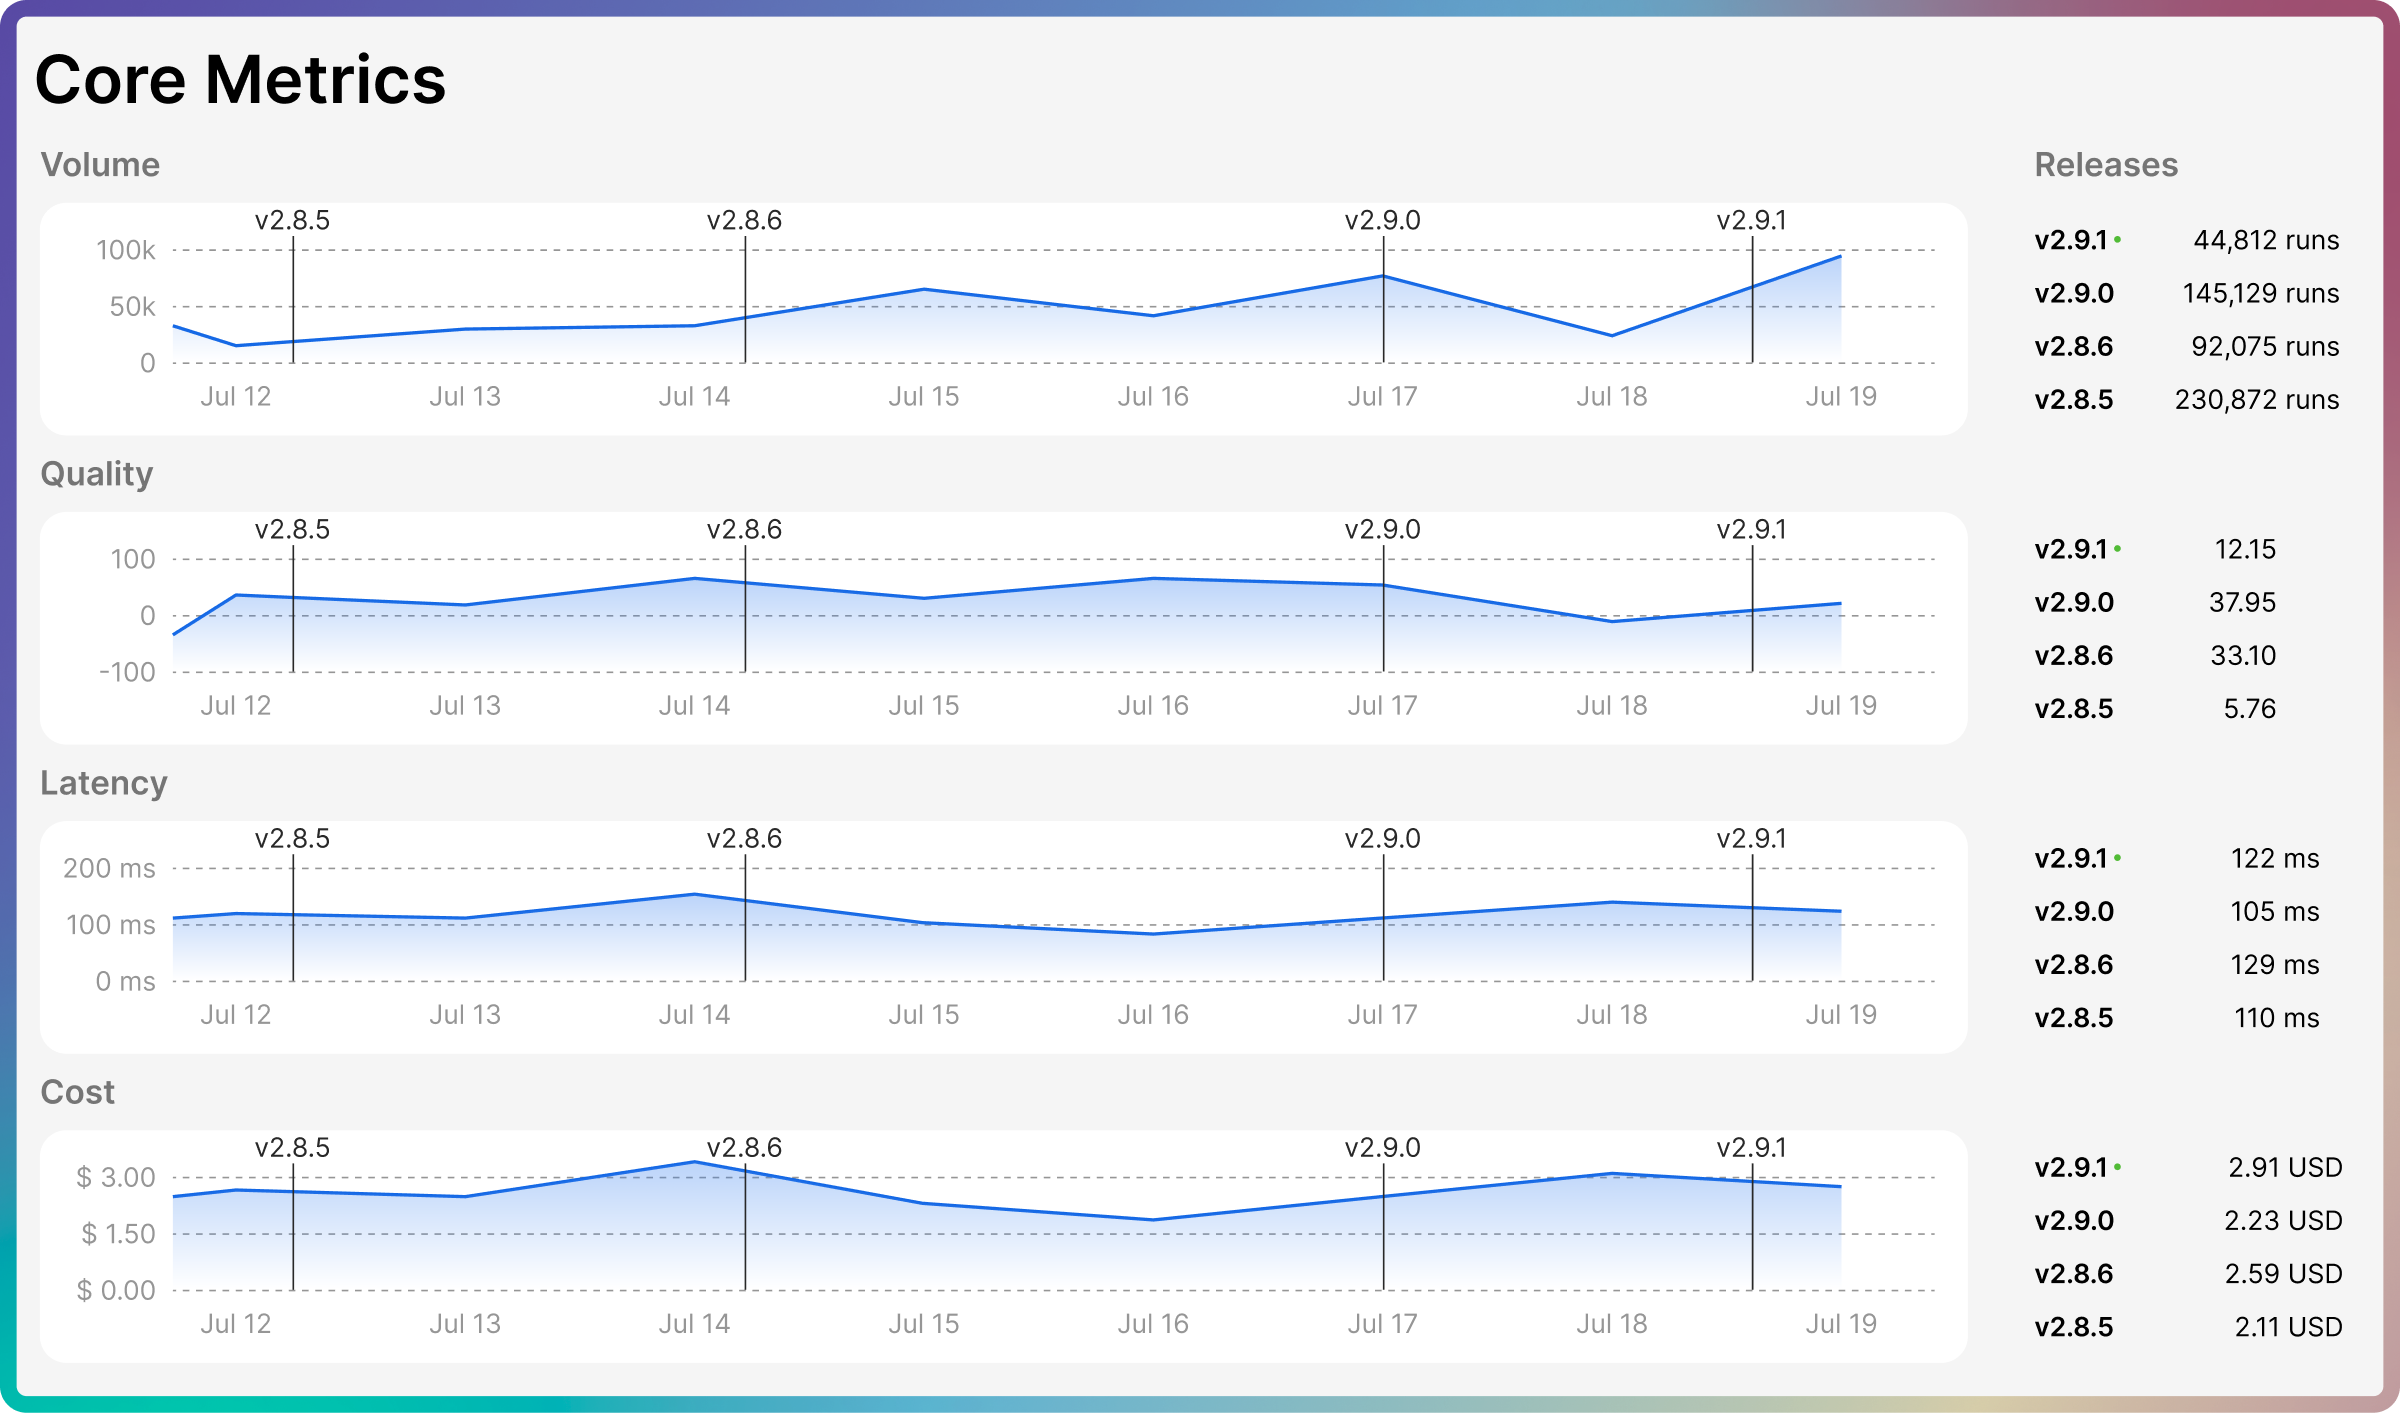 Core Metrics
Volume
Releases
v2.8.5 v2.8.6 v2.9.0 v2.9.1
100k
50k
0
Jul 12 Jul 13 Jul 14 Jul 15 Jul 16 Jul 17 Jul 18 Jul 19
v2.9.1 44,812 runs
v2.9.0 145,129 runs
v2.8.6 92,075 runs
v2.8.5 230,872 runs
Quality
v2.8.5 v2.8.6 v2.9.0 v2.9.1
100
0
-100
Jul 12 Jul 13 Jul 14 Jul 15 Jul 16 Jul 17 Jul 18 Jul 19
v2.9.1 12.15
v2.9.0 37.95
v2.8.6 33.10
v2.8.5 5.76
Latency
v2.8.5 v2.8.6 v2.9.0 v2.9.1
200 ms
100 ms
0 ms
Jul 12 Jul 13 Jul 14 Jul 15 Jul 16 Jul 17 Jul 18 Jul 19
v2.9.1 122 ms
v2.9.0 105 ms
v2.8.6 129 ms
v2.8.5 110 ms
Cost
v2.8.5 v2.8.6 v2.9.0 v2.9.1
$ 3.00
$ 1.50
$ 0.00
Jul 12 Jul 13 Jul 14 Jul 15 Jul 16 Jul 17 Jul 18 Jul 19
v2.9.1 2.91 USD
v2.9.0 2.23 USD
v2.8.6 2.59 USD
v2.8.5 2.11 USD